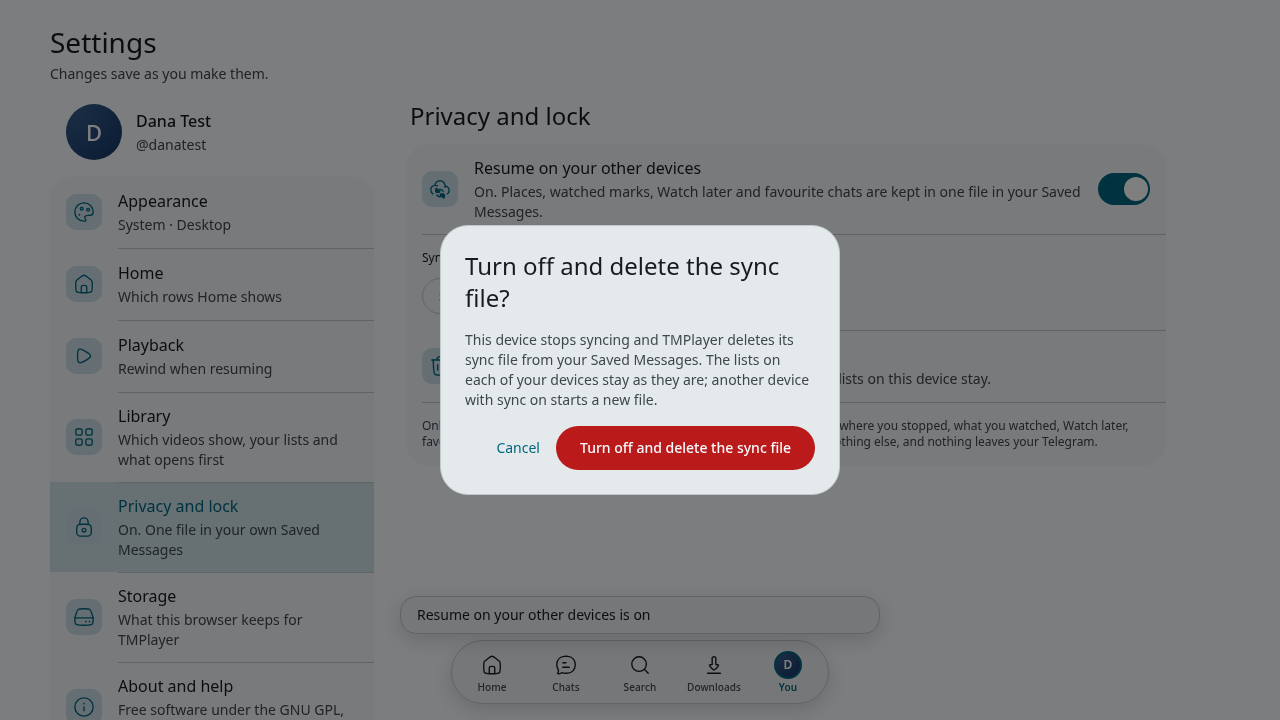 Settings
Changes save as you make them.
D
Dana Test
@danatest
Appearance
System · Desktop
Home
Which rows Home shows
Playback
Rewind when resuming
Library
Which videos show, your lists and
what opens first
Privacy and lock
On. One file in your own Saved
Messages
Storage
What this browser keeps for
TMPlayer
About and help
Free software under the GNU GPL,
Privacy and lock
Resume on your other devices
On. Places, watched marks, Watch later and favourite chats are kept in one file in your Saved
Messages.
Turn off and delete the sync
file?
This device stops syncing and TMPlayer deletes its
sync file from your Saved Messages. The lists on
each of your devices stay as they are; another device
with sync on starts a new file.
Cancel
Turn off and delete the sync file
lists on this device stay.
where you stopped, what you watched, Watch later,
and nothing leaves your Telegram.
Resume on your other devices is on
Home
Chats
Search
Downloads
D
You